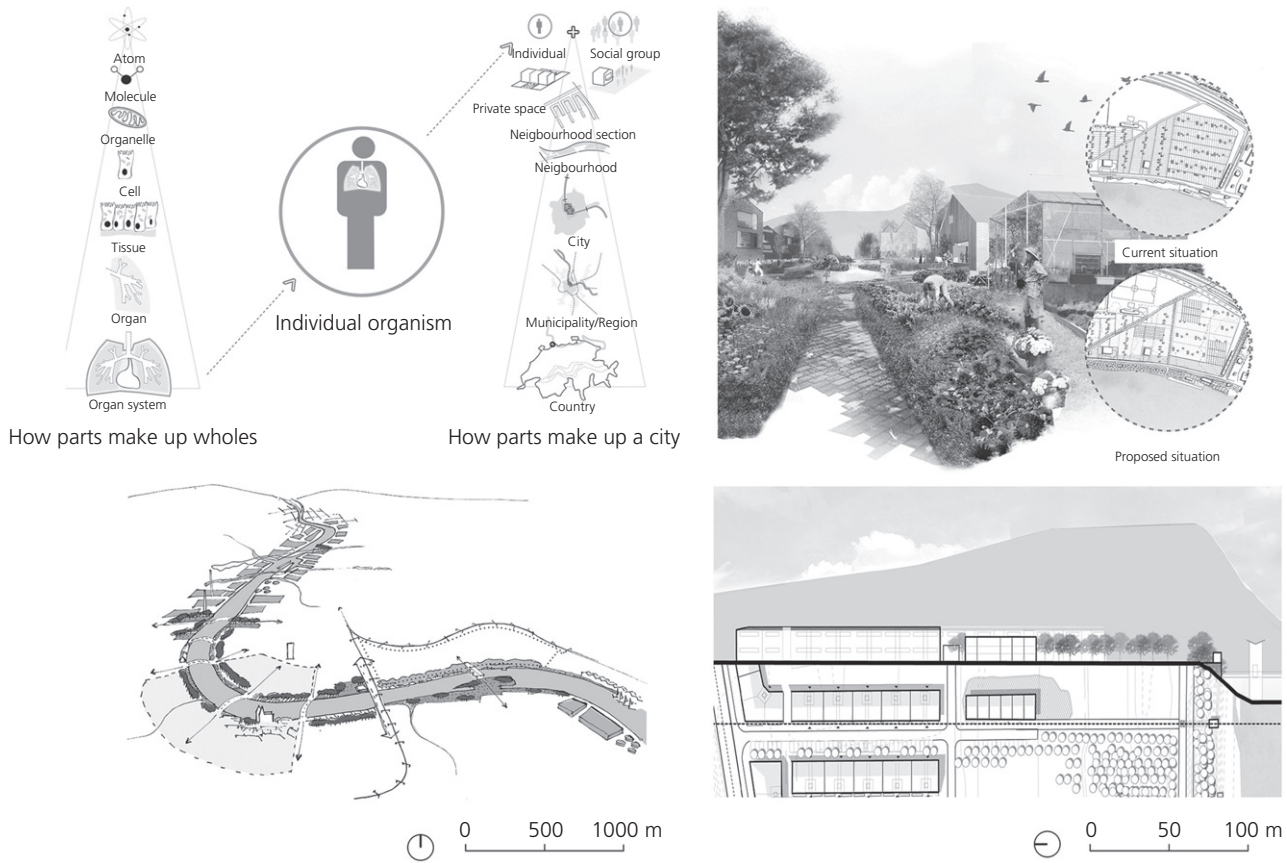 Atom
Molecule
Organelle
Cell
Tissue
Organ
Organ system
How parts make up wholes
Individual organism
Individual
Social group
Private space
Neigbourhood section
Neigbourhood
City
Municipality/Region
Country
How parts make up a city
Current situation
Proposed situation
0 500 1000 m
0 50 100 m